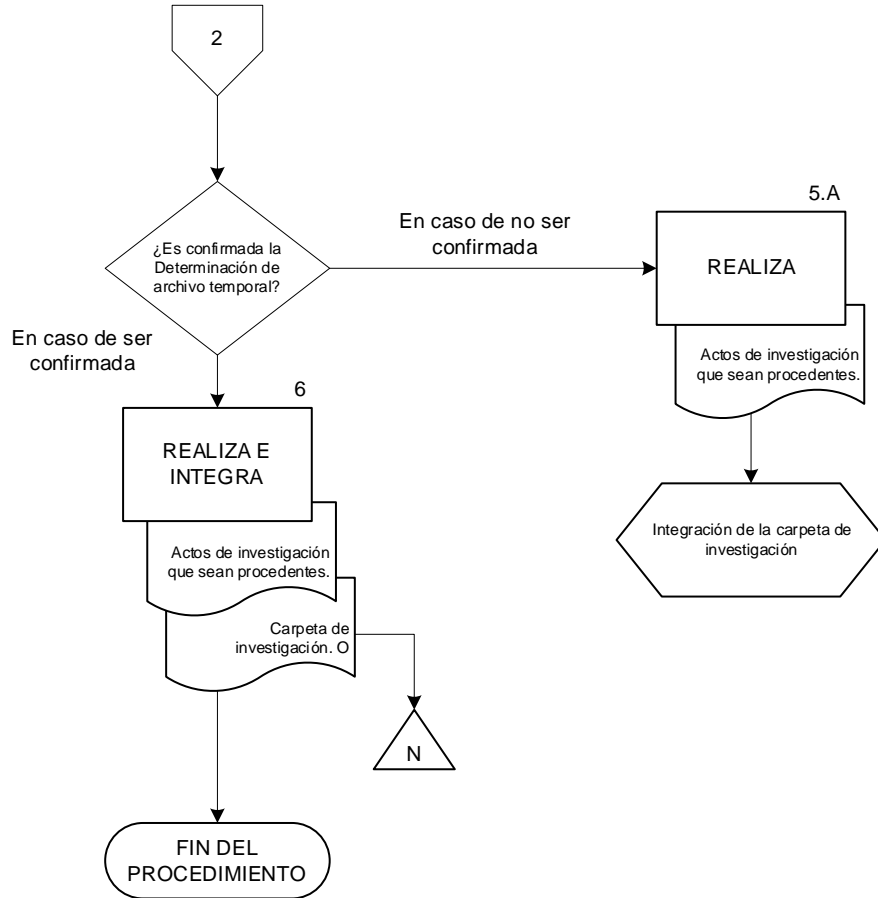 2
¿Es confirmada la
Determinación de
archivo temporal?
En caso de no ser
confirmada
5.A
REALIZA
Actos de investigación
que sean procedentes.
Integración de la carpeta de
investigación
En caso de ser
confirmada
6
REALIZA E
INTEGRA
Actos de investigación
que sean procedentes.
Carpeta de
investigación. O
N
FIN DEL
PROCEDIMIENTO